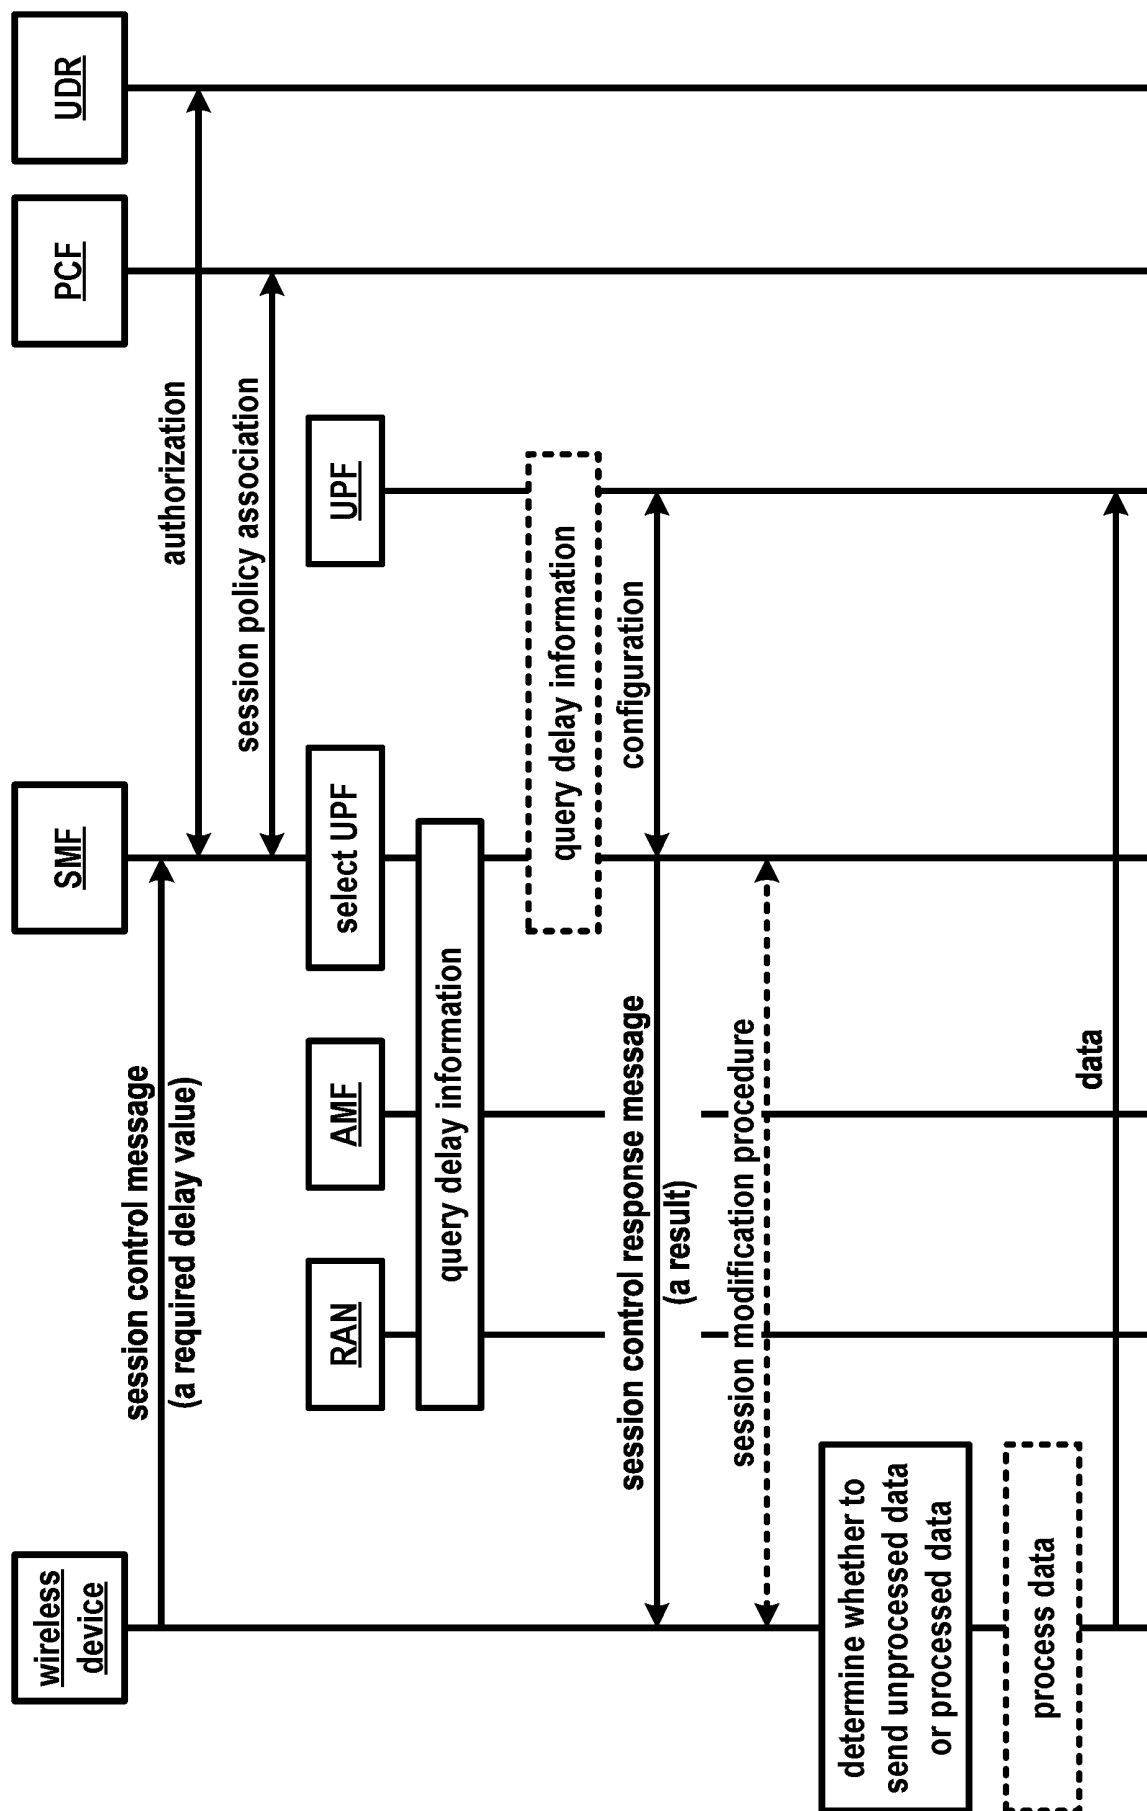 wireless
device
SMF
PCF
UDR
session control message
(a required delay value)
authorization
session policy association
RAN
AMF
select UPF
UPF
query delay information
query delay information
session control response message
(a result)
configuration
session modification procedure
determine whether to
send unprocessed data
or processed data
process data
data